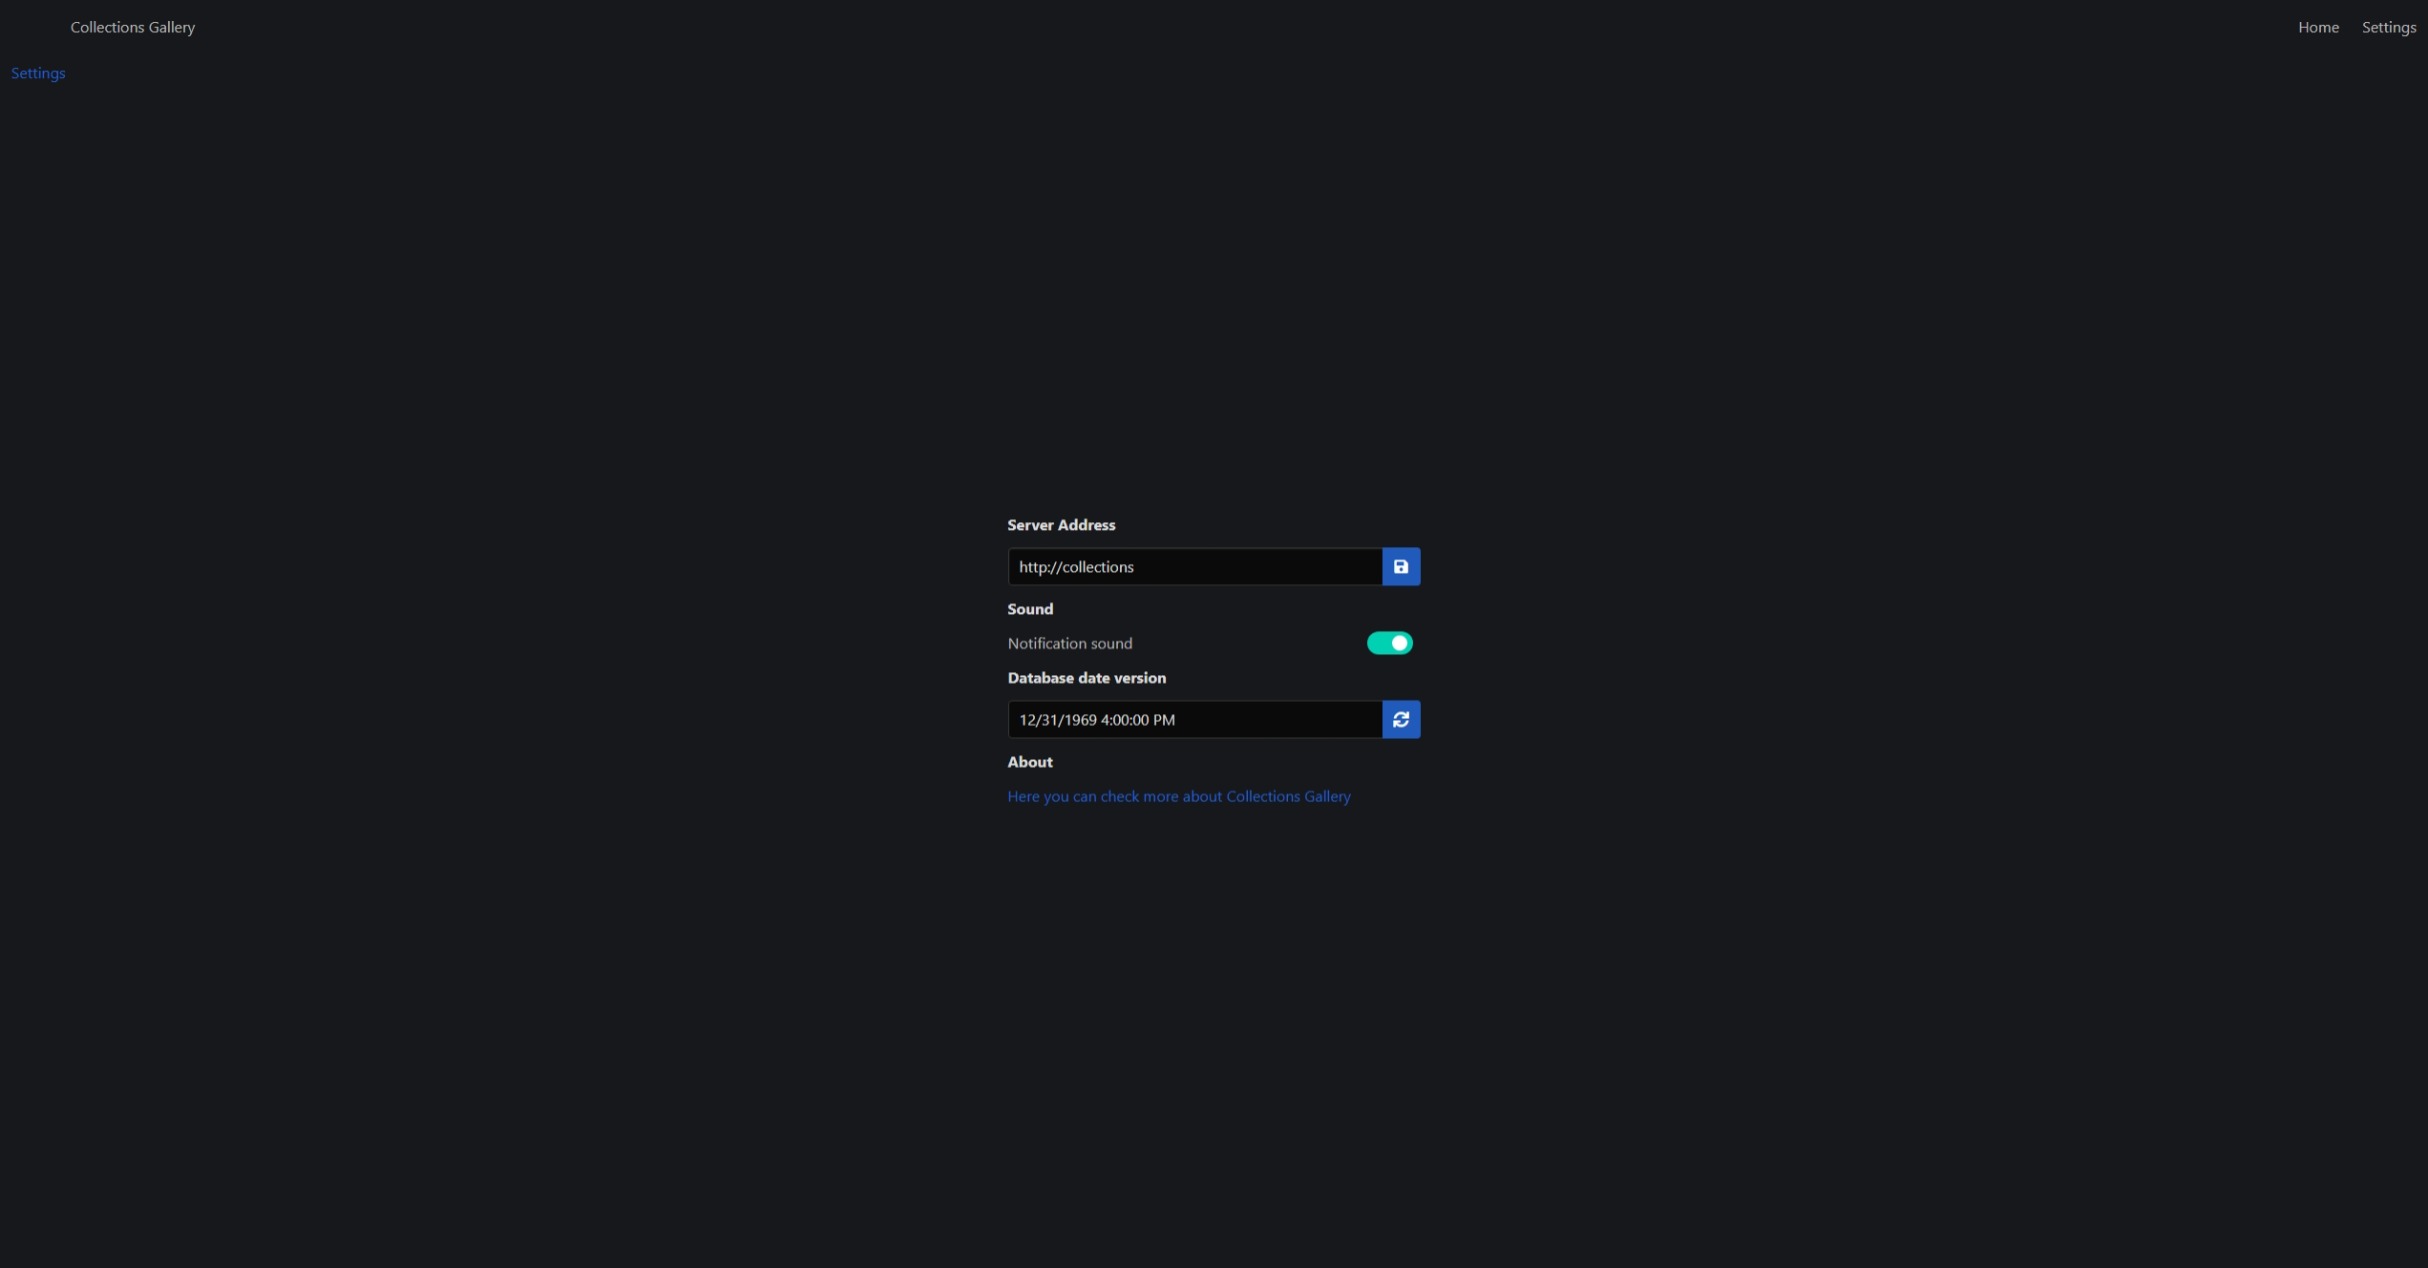 Collections Gallery
Home
Settings
Settings
Server Address
http://collections
Sound
Notification sound
Database date version
12/31/1969 4:00:00 PM
About
Here you can check more about Collections Gallery